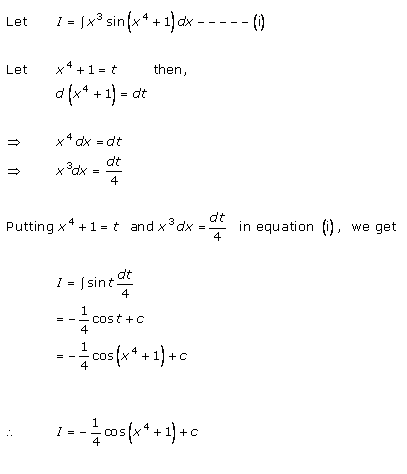 Let I = ∫x³ sin(x⁴ + 1) dx - - - - - (i)
Let x⁴ + 1 = t then,
d(x⁴ + 1) = dt
⇒ x⁴ dx = dt
⇒ x³dx = dt/4
Putting x⁴ + 1 = t and x³ dx = dt/4 in equation (i), we get
I = ∫sin t dt/4
= -1/4 cos t + c
= -1/4 cos(x⁴ + 1) + c
∴ I = -1/4 cos(x⁴ + 1) + c